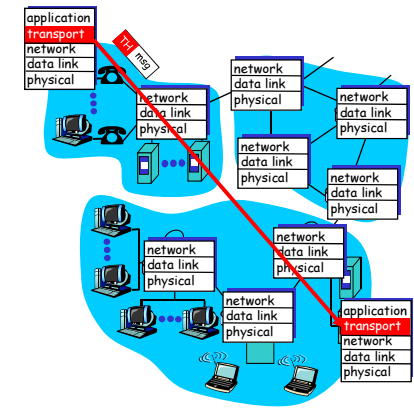 application
transport
network
data link
physical
TH msg
network
data link
physical
network
data link
physical
network
data link
physical
network
data link
physical
network
data link
physical
network
data link
physical
network
data link
physical
network
data link
physical
application
transport
network
data link
physical